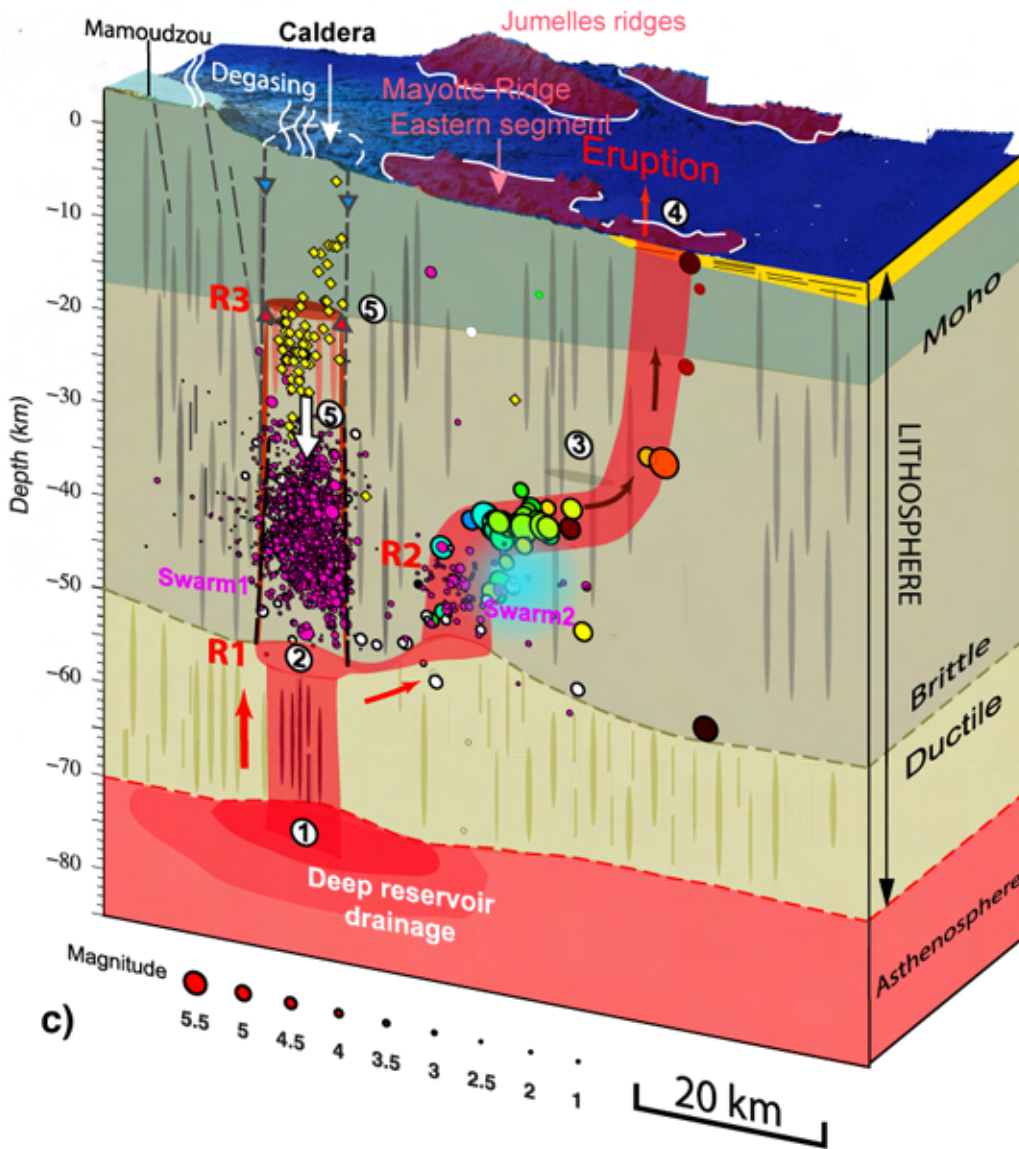 Jumelles ridges
Mamoudzou
Caldera
Degasing
Mayotte Ridge
Eastern segment
Eruption
4
0
−10
−20
−30
−40
−50
−60
−70
−80
Depth (km)
R3
5
5
3
R2
Swarm1
Swarm2
R1
2
1
Deep reservoir
drainage
Moho
LITHOSPHERE
Brittle
Ductile
Asthenosphere
Magnitude
5.5
5
4.5
4
3.5
3
2.5
2
1
c)
20 km